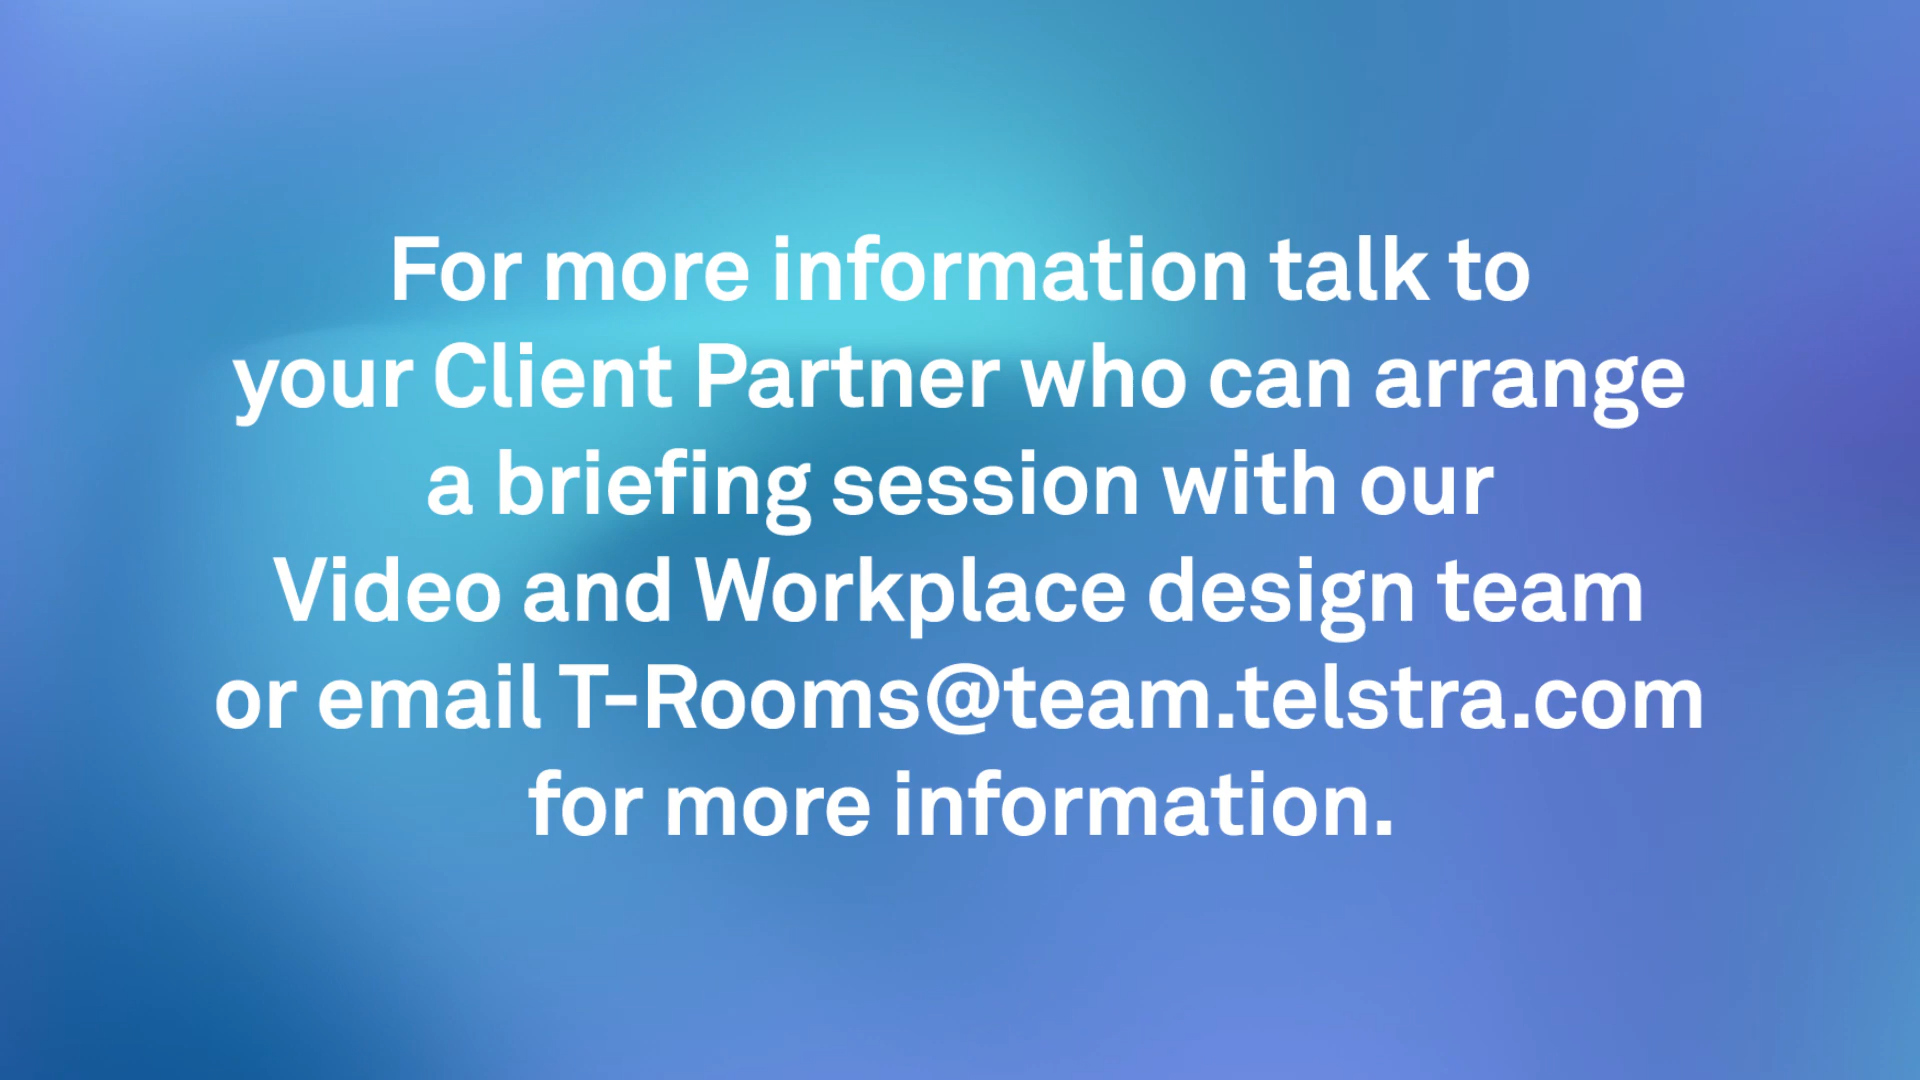 For more information talk to
your Client Partner who can arrange
a briefing session with our
Video and Workplace design team
or email T-Rooms@team.telstra.com
for more information.